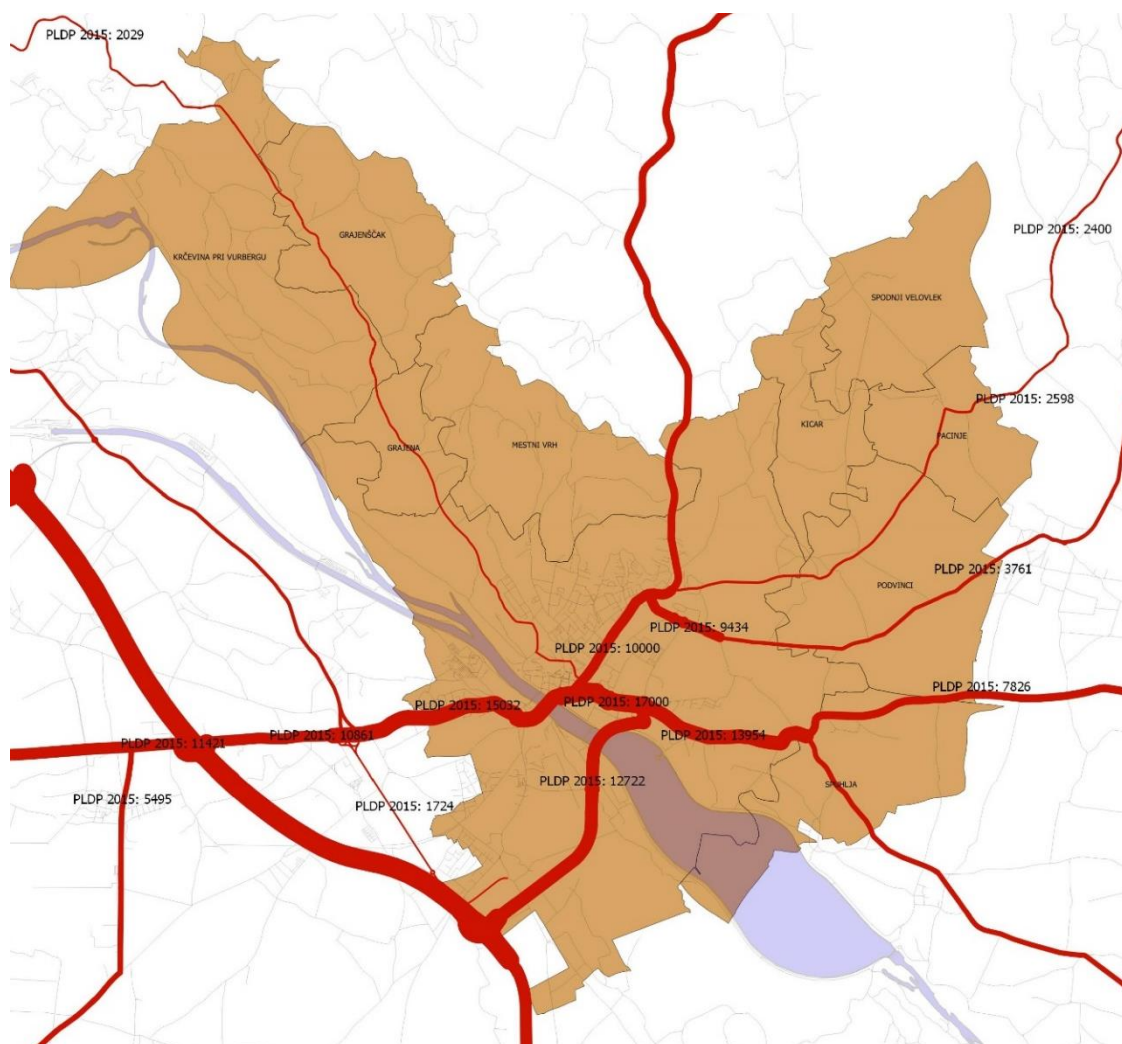 PLDP 2015: 2029
PLDP 2015: 2400
GRAJENŠČAK
KRČEVINA PRI VURBERGU
SPODNJI VELOVLEK
PLDP 2015: 2598
KICAR
PACINJE
MESTNI VRH
GRAJENA
PLDP 2015: 3761
PODVINCI
PLDP 2015: 9434
PLDP 2015: 10000
PLDP 2015: 7826
PLDP 2015: 17000
PLDP 2015: 15032
PLDP 2015: 10861
PLDP 2015: 13954
PLDP 2015: 11421
PLDP 2015: 12722
SPUHLJA
PLDP 2015: 5495
PLDP 2015: 1724